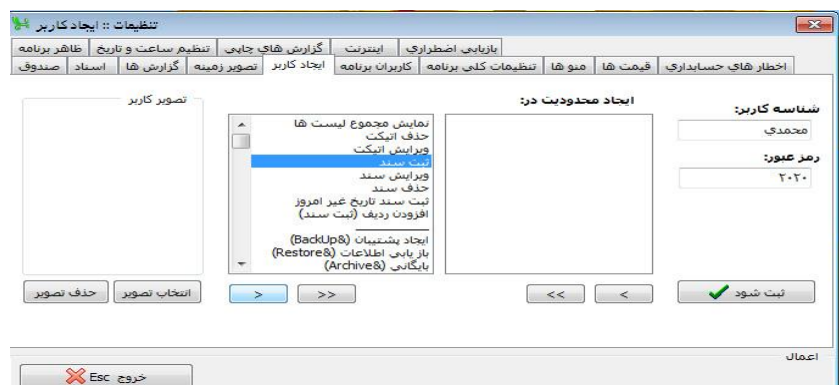 تنظیمات :: ایجاد کاربر
بازیابی اضطراری اینترنت گزارش های چاپی تنظیم ساعت و تاریخ ظاهر برنامه
اخطار های حسابداری قیمت ها منو ها تنظیمات کلی برنامه کاربران برنامه ایجاد کاربر تصویر زمینه گزارش ها اسناد صندوق
شناسه کاربر:
محمدي
رمز عبور:
۲۰۲۰
ثبت شود
ایجاد محدودیت در:
> >>
نمایش مجموع لیست ها
حذف اتیکت
ویرایش اتیکت
ثبت سند
ویرایش سند
حذف سند
ثبت سند تاریخ غیر امروز
افزودن ردیف (ثبت سند)
ایجاد پشتیبان (&BackUp)
باز یابی اطلاعات (&Restore)
بایگانی (&Archive)
<< <
تصویر کاربر
انتخاب تصویر حذف تصویر
اعمال
خروج Esc